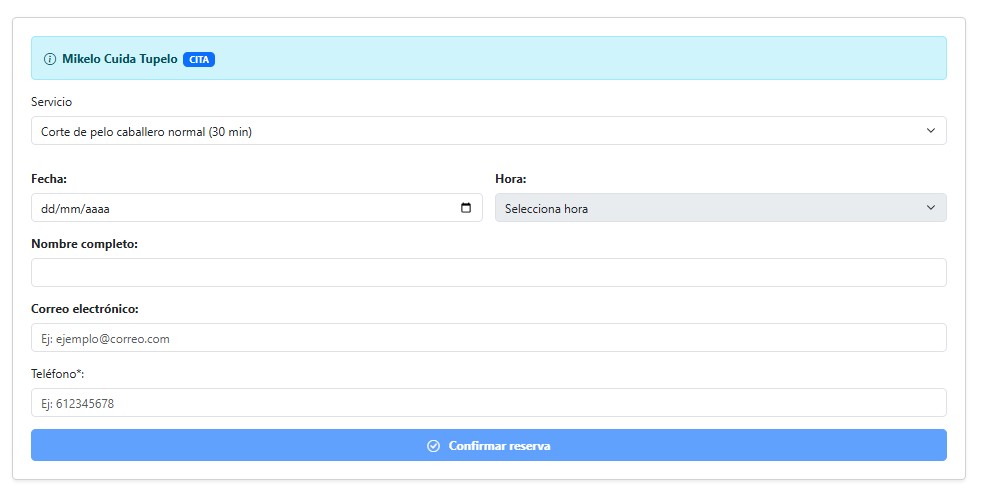 Mikelo Cuida Tupelo CITA
Servicio
Corte de pelo caballero normal (30 min)
Fecha: Hora:
dd/mm/aaaa Selecciona hora
Nombre completo:
Correo electrónico:
Ej: ejemplo@correo.com
Teléfono*:
Ej: 612345678
Confirmar reserva